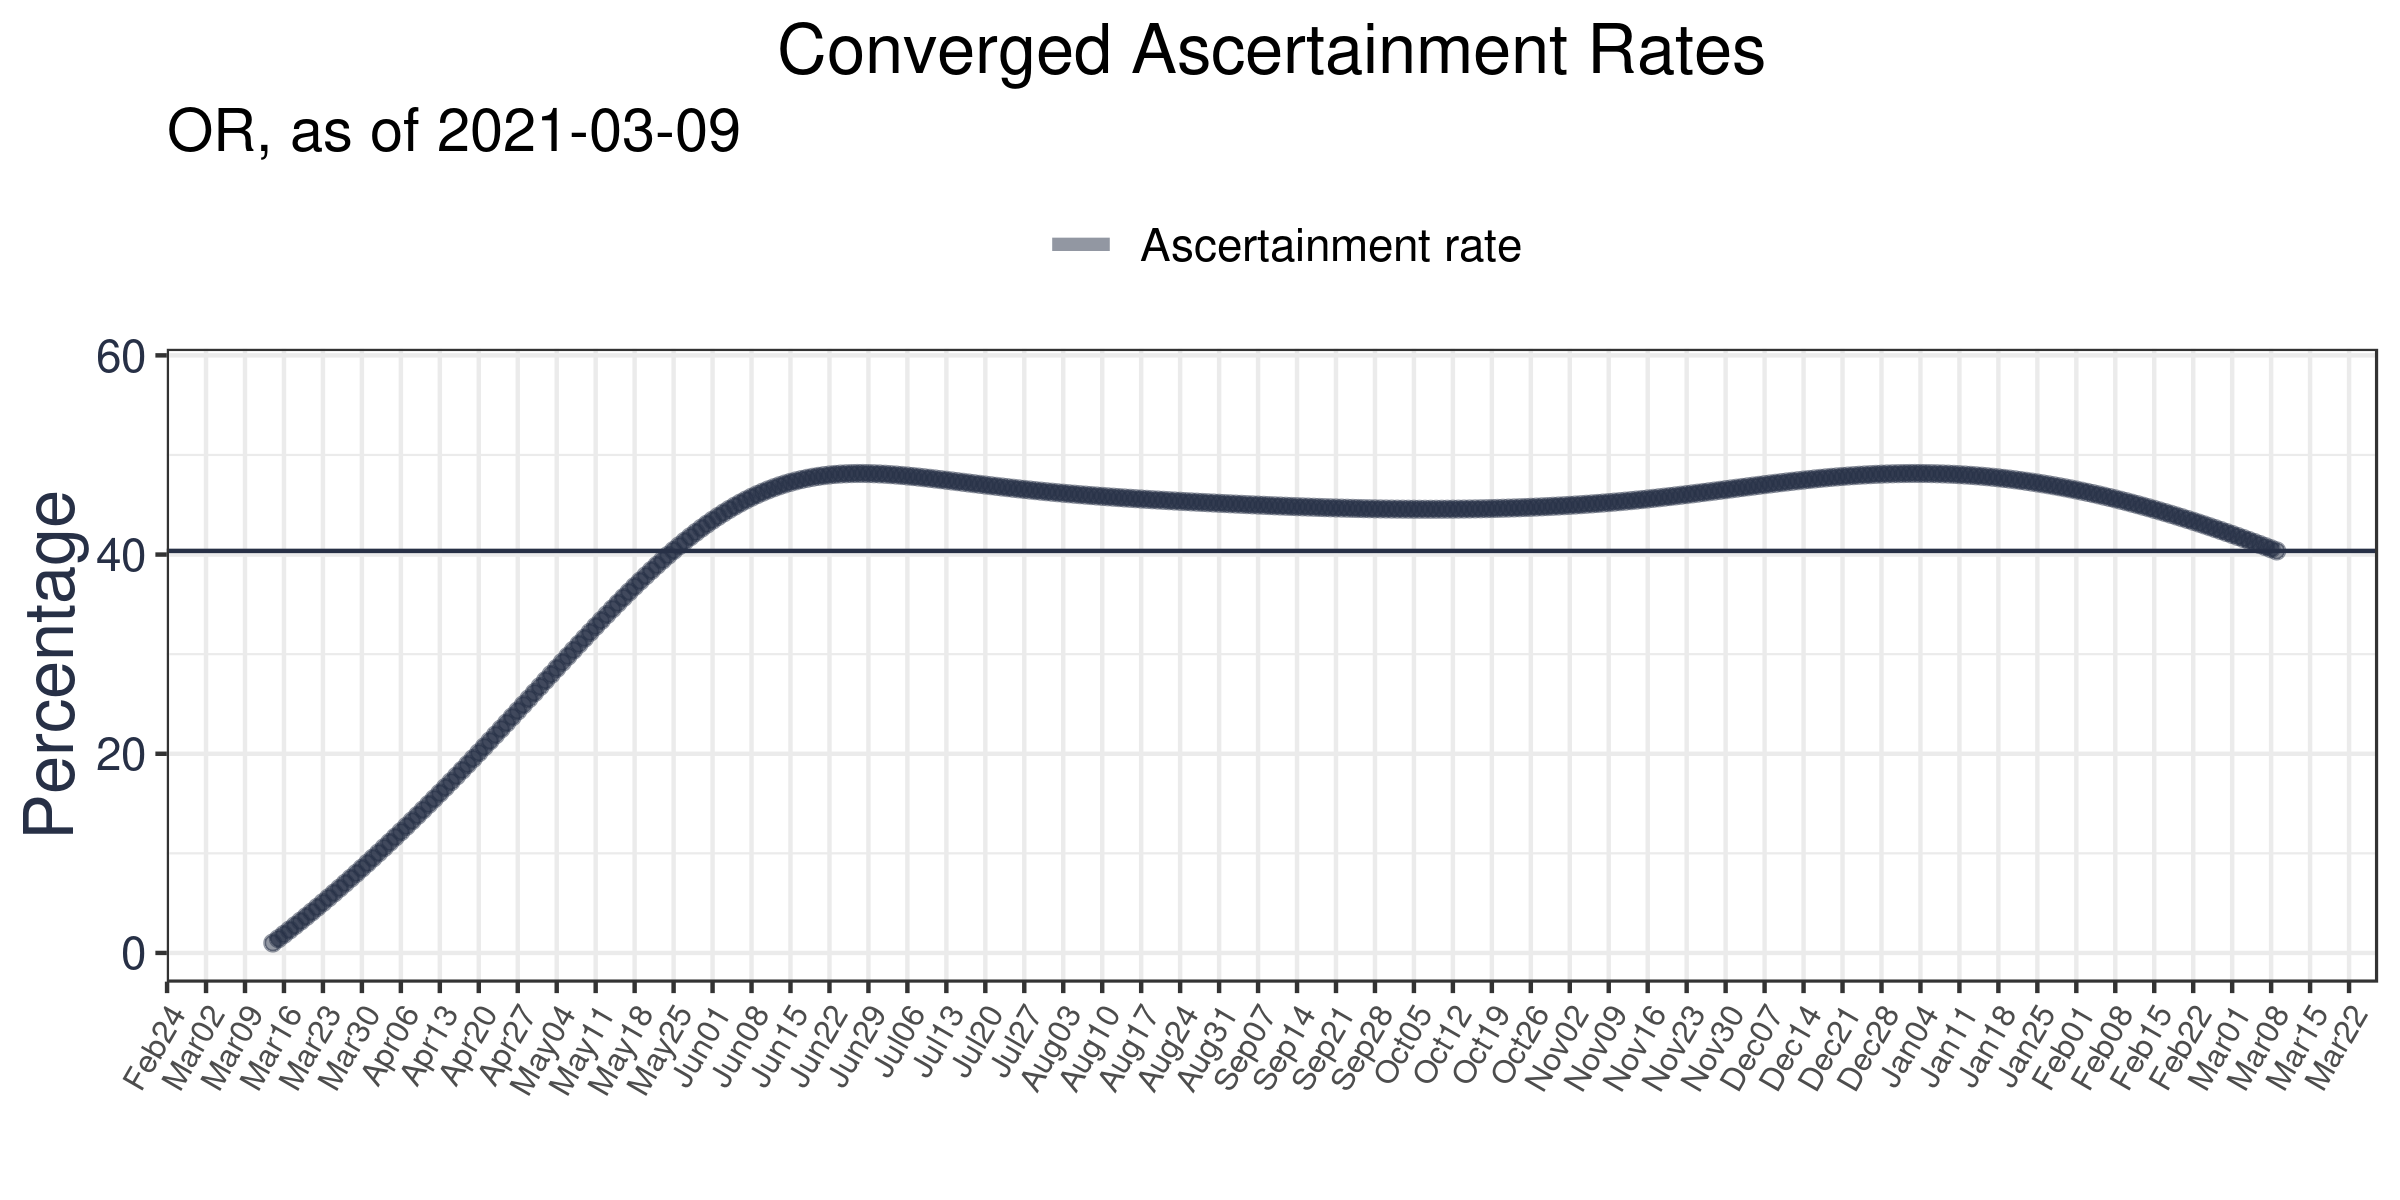 Converged Ascertainment Rates
OR, as of 2021-03-09
Ascertainment rate
Percentage
60
40
20
0
Feb24 Mar02 Mar09 Mar16 Mar23 Mar30 Apr06 Apr13 Apr20 Apr27 May04 May11 May18 May25 Jun01 Jun08 Jun15 Jun22 Jun29 Jul06 Jul13 Jul20 Jul27 Aug03 Aug10 Aug17 Aug24 Aug31 Sep07 Sep14 Sep21 Sep28 Oct05 Oct12 Oct19 Oct26 Nov02 Nov09 Nov16 Nov23 Nov30 Dec07 Dec14 Dec21 Dec28 Jan04 Jan11 Jan18 Jan25 Feb01 Feb08 Feb15 Feb22 Mar01 Mar08 Mar15 Mar22